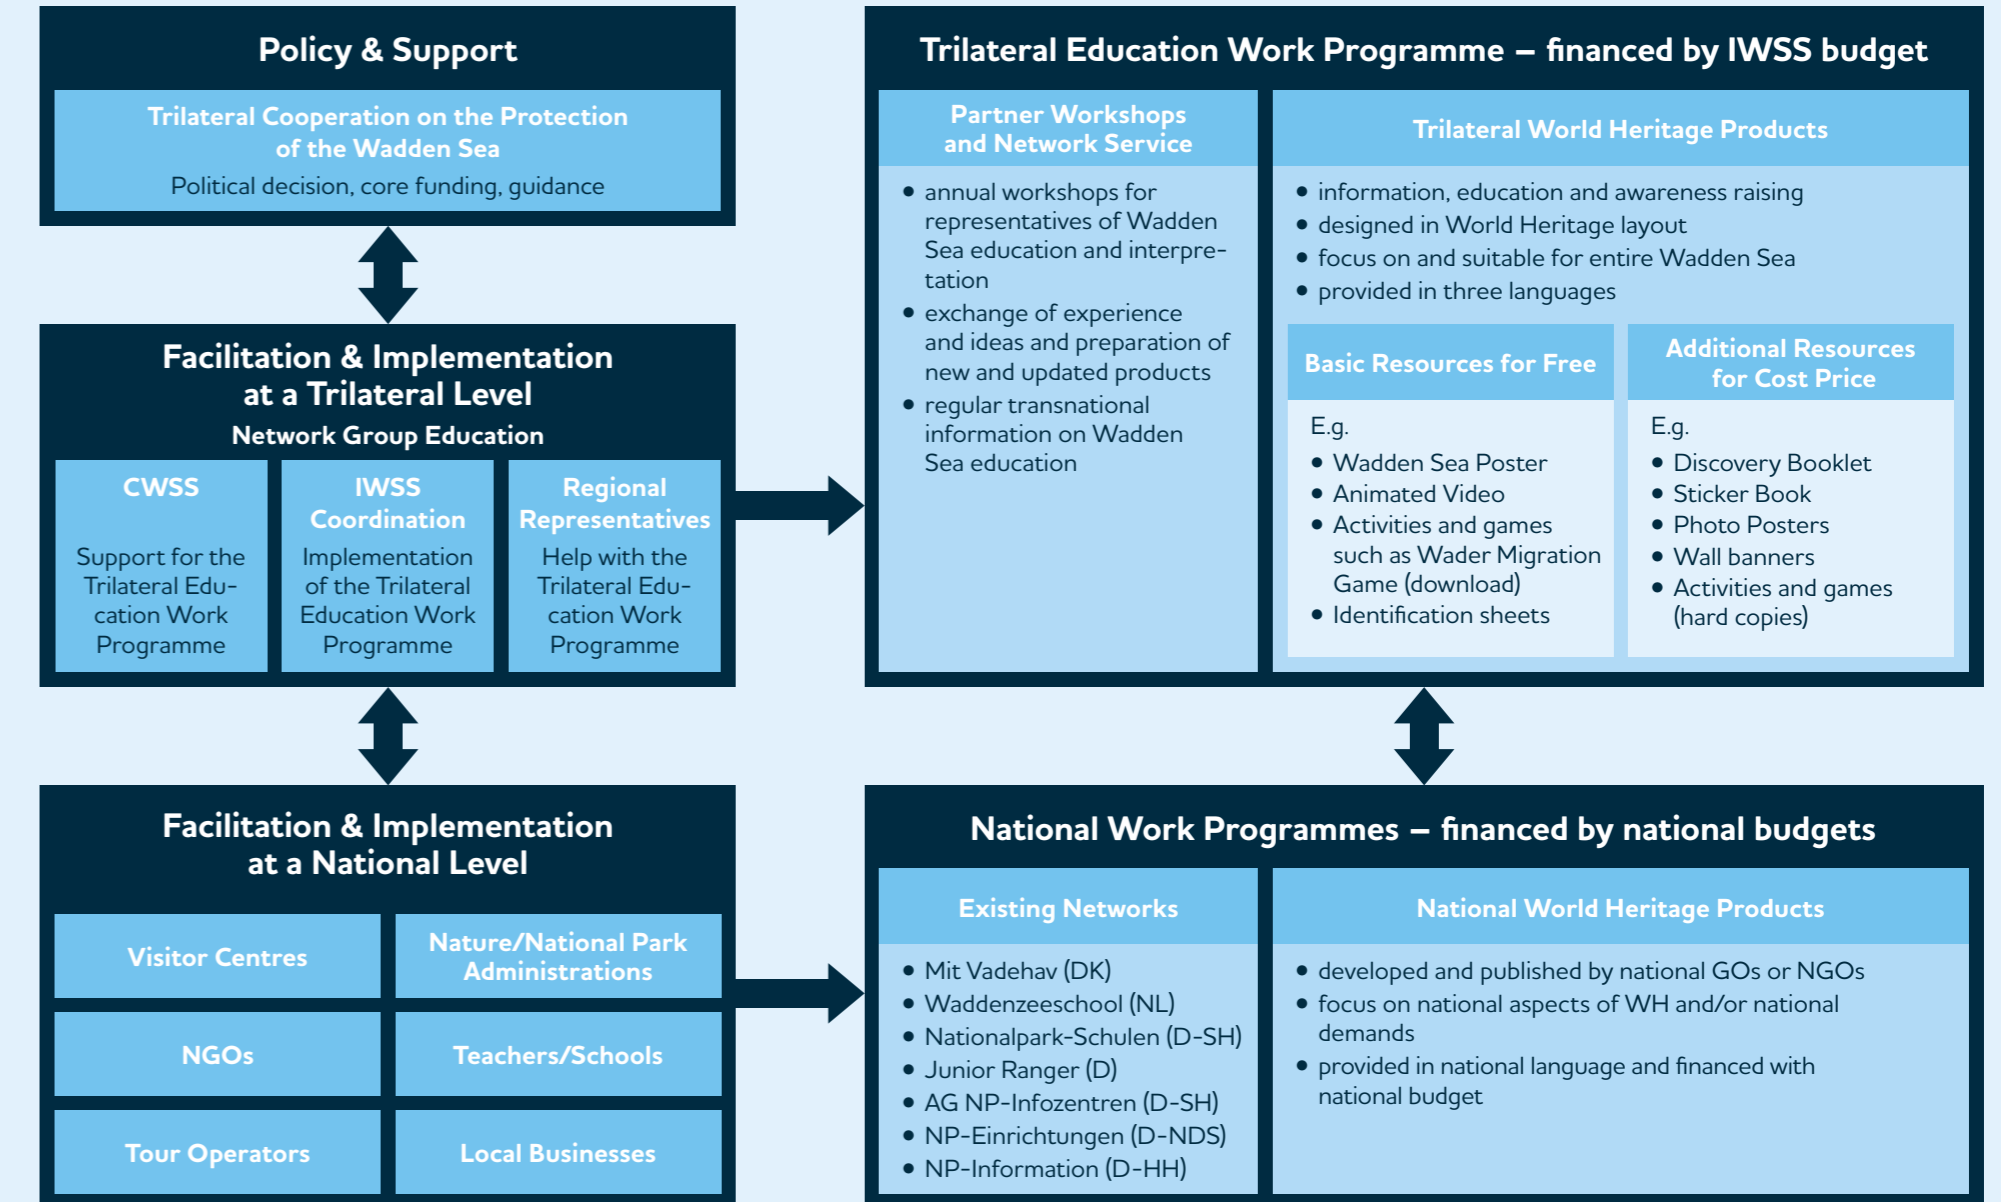 Policy & Support
Trilateral Cooperation on the Protection
of the Wadden Sea
Political decision, core funding, guidance
Facilitation & Implementation
at a Trilateral Level
Network Group Education
CWSS
Support for the
Trilateral Edu-
cation Work
Programme
IWSS
Coordination
Implementation
of the Trilateral
Education Work
Programme
Regional
Representatives
Help with the
Trilateral Edu-
cation Work
Programme
Facilitation & Implementation
at a National Level
Visitor Centres
Nature/National Park
Administrations
NGOs
Teachers/Schools
Tour Operators
Local Businesses
Trilateral Education Work Programme – financed by IWSS budget
Partner Workshops
and Network Service
• annual workshops for
representatives of Wadden
Sea education and interpre-
tation
• exchange of experience
and ideas and preparation of
new and updated products
• regular transnational
information on Wadden
Sea education
Trilateral World Heritage Products
• information, education and awareness raising
• designed in World Heritage layout
• focus on and suitable for entire Wadden Sea
• provided in three languages
Basic Resources for Free
E.g.
• Wadden Sea Poster
• Animated Video
• Activities and games
such as Wader Migration
Game (download)
• Identification sheets
Additional Resources
for Cost Price
E.g.
• Discovery Booklet
• Sticker Book
• Photo Posters
• Wall banners
• Activities and games
(hard copies)
National Work Programmes – financed by national budgets
Existing Networks
• Mit Vadehav (DK)
• Waddenzeeschool (NL)
• Nationalpark-Schulen (D-SH)
• Junior Ranger (D)
• AG NP-Infozentren (D-SH)
• NP-Einrichtungen (D-NDS)
• NP-Information (D-HH)
National World Heritage Products
• developed and published by national GOs or NGOs
• focus on national aspects of WH and/or national
demands
• provided in national language and financed with
national budget